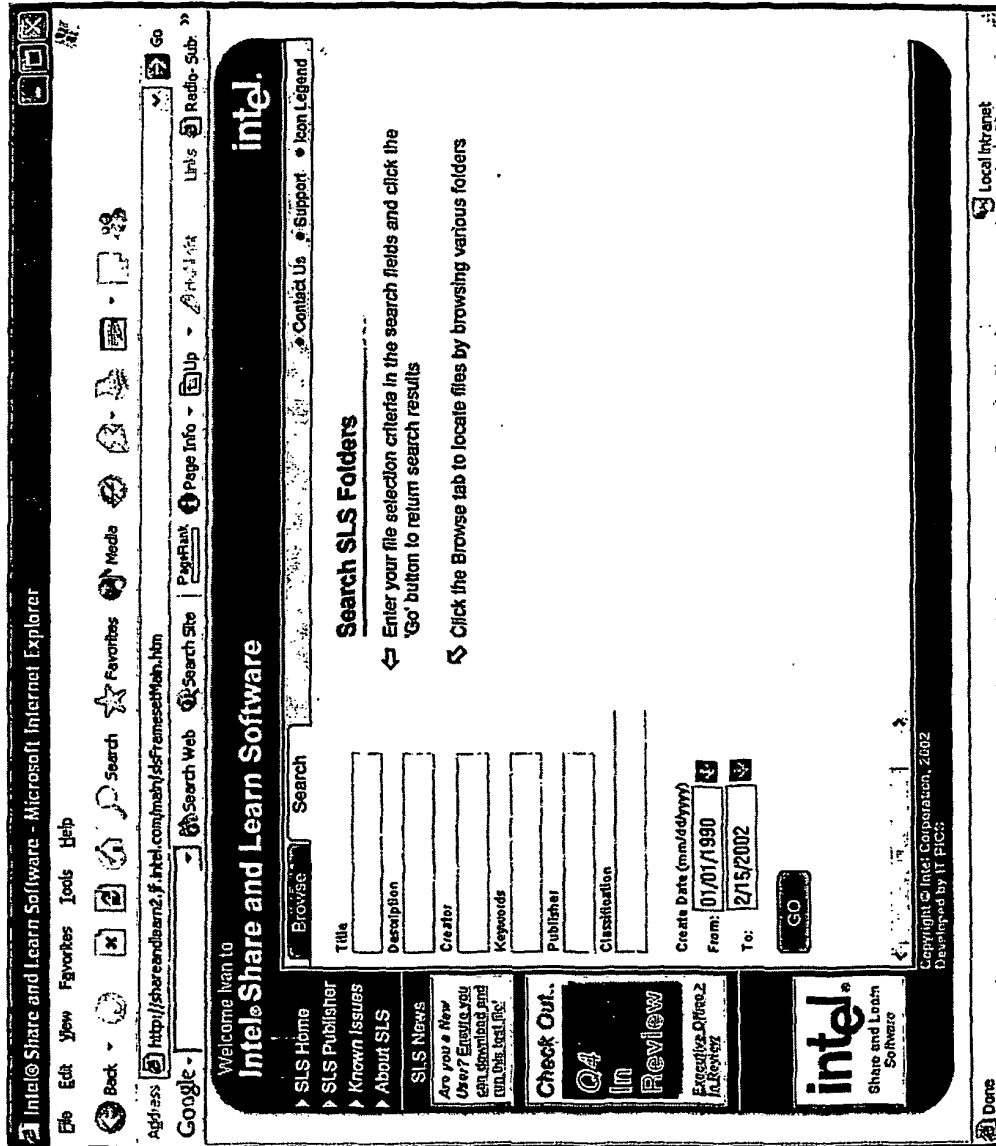 Intel® Share and Learn Software - Microsoft Internet Explorer
File Edit View Favorites Tools Help
Back Search Favorites Media
Address http://shareandlearn2.jf.intel.com/main/slsFramesetMain.htm Go
Google Search Web Search Site PageRank Page Info Up Highlight Links Radio- Sub:
Welcome Ivan to
Intel® Share and Learn Software
intel.
SLS Home
SLS Publisher
Known Issues
About SLS
SLS News
Are you a New
User? Ensure you
can download and
run this test file!
Check Out..
Q4
In
Review
Executive Office 2
In Review
intel®
Share and Learn
Software
Browse Search
Contact Us Support Icon Legend
Title
Description
Creator
Keywords
Publisher
Classification
Create Date (mm/dd/yyyy)
From: 01/01/1990
To: 2/15/2002
GO
Search SLS Folders
Enter your file selection criteria in the search fields and click the
'Go' button to return search results
Click the Browse tab to locate files by browsing various folders
Copyright © Intel Corporation, 2002
Developed by IT PICS
Done Local Intranet